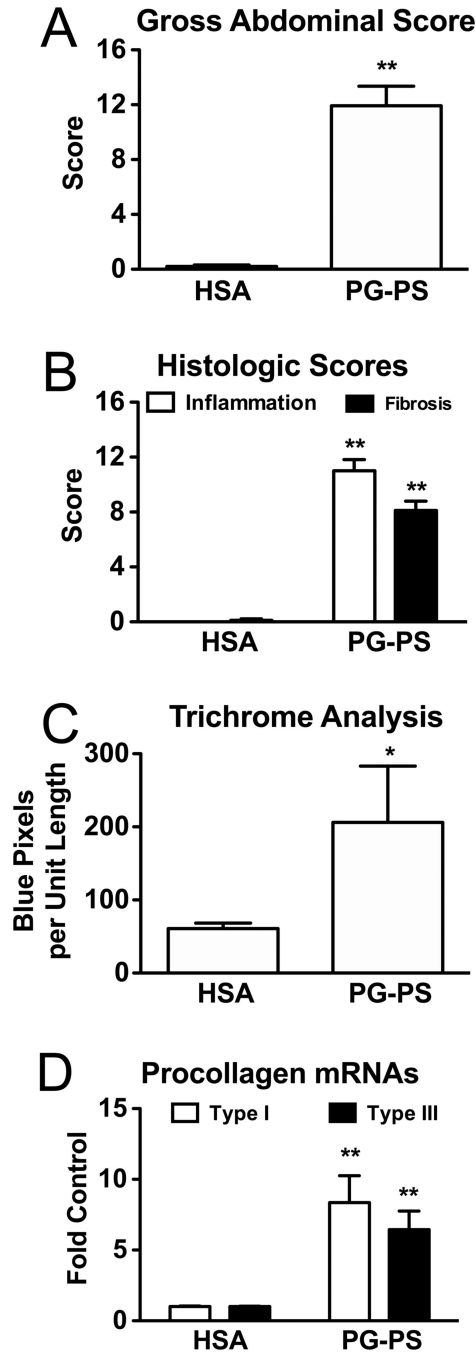 A
Gross Abdominal Score
16
**
12
Score
8
4
0
HSA PG-PS
B
Histologic Scores
16
Inflammation Fibrosis
**
12
**
Score
8
4
0
HSA PG-PS
C
Trichrome Analysis
300
*
Blue Pixels
per Unit Length
200
100
0
HSA PG-PS
D
Procollagen mRNAs
15
Type I Type III
**
10
**
Fold Control
5
0
HSA PG-PS